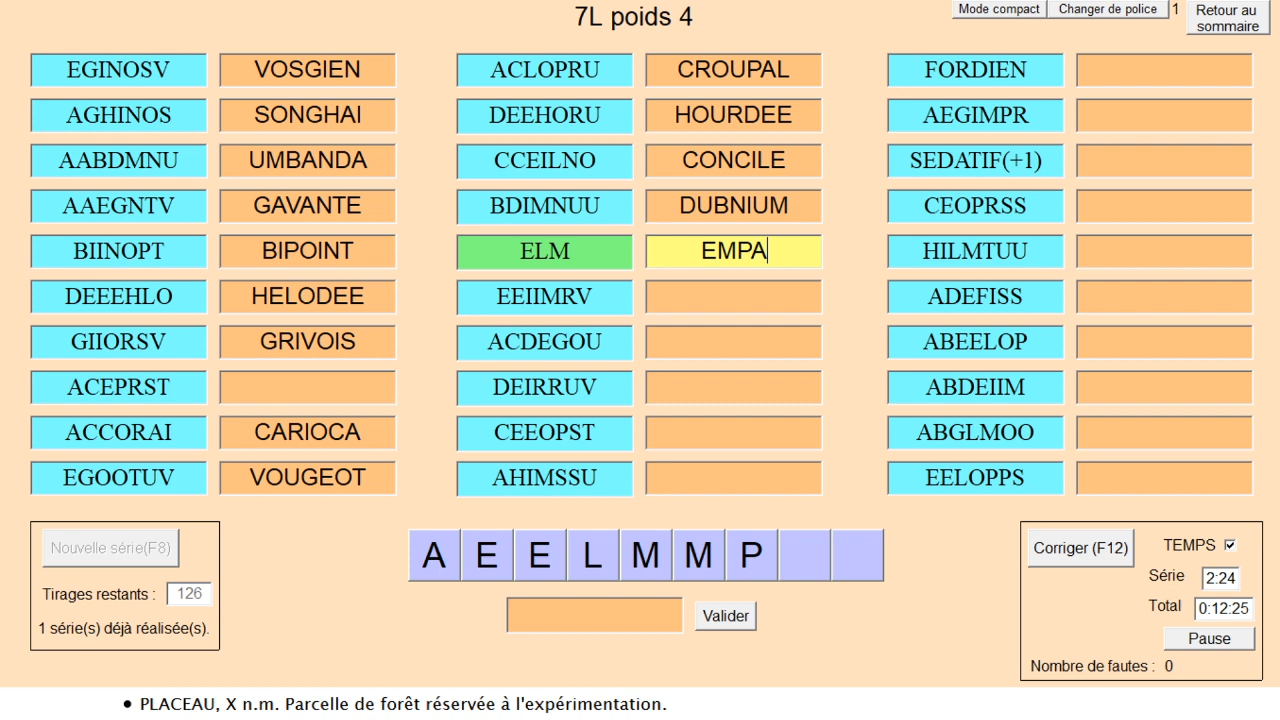 7L poids 4
Mode compact Changer de police 1 Retour au sommaire
EGINOSV VOSGIEN ACLOPRU CROUPAL FORDIEN
AGHINOS SONGHAI DEEHORU HOURDEE AEGIMPR
AABDMNU UMBANDA CCEILNO CONCILE SEDATIF(+1)
AAEGNTV GAVANTE BDIMNUU DUBNIUM CEOPRSS
BIINOPT BIPOINT ELM EMPA HILMTUU
DEEEHLO HELODEE EEIIMRV ADEFISS
GIIORSV GRIVOIS ACDEGOU ABEELOP
ACEPRST DEIRRUV ABDEIIM
ACCORAI CARIOCA CEEOPST ABGLMOO
EGOOTUV VOUGEOT AHIMSSU EELOPPS
Nouvelle série(F8)
Tirages restants : 126
1 série(s) déjà réalisée(s).
A E E L M M P
Valider
Corriger (F12) TEMPS
Série 2:24
Total 0:12:25
Pause
Nombre de fautes : 0
• PLACEAU, X n.m. Parcelle de forêt réservée à l'expérimentation.